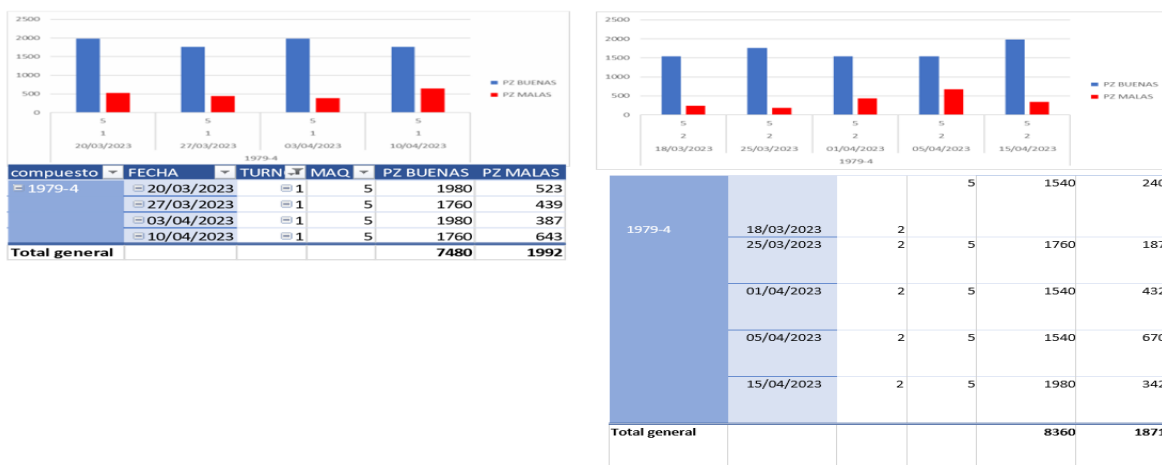 2500
2000
1500
1000
500
0
PZ BUENAS
PZ MALAS
5 5 5 5
1 1 1 1
20/03/2023 27/03/2023 03/04/2023 10/04/2023
1979-4
compuesto FECHA TURN MAQ PZ BUENAS PZ MALAS
1979-4 20/03/2023 1 5 1980 523
27/03/2023 1 5 1760 439
03/04/2023 1 5 1980 387
10/04/2023 1 5 1760 643
Total general 7480 1992
2500
2000
1500
1000
500
0
PZ BUENAS
PZ MALAS
5 5 5 5 5
2 2 2 2 2
18/03/2023 25/03/2023 01/04/2023 05/04/2023 15/04/2023
1979-4
5 1540 240
1979-4 18/03/2023 2
25/03/2023 2 5 1760 187
01/04/2023 2 5 1540 432
05/04/2023 2 5 1540 670
15/04/2023 2 5 1980 342
Total general 8360 1871